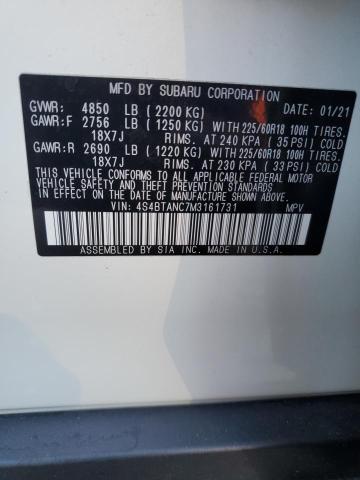 MFD BY SUBARU CORPORATION
GVWR: 4850 LB (2200 KG) DATE: 01/21
GAWR:F 2756 LB (1250 KG) WITH 225/60R18 100H TIRES.
18X7J RIMS. AT 240 KPA (35 PSI) COLD
GAWR:R 2690 LB (1220 KG) WITH 225/60R18 100H TIRES.
18X7J RIMS. AT 230 KPA (33 PSI) COLD
THIS VEHICLE CONFORMS TO ALL APPLICABLE FEDERAL MOTOR
VEHICLE SAFETY, BUMPER, AND THEFT PREVENTION STANDARDS
IN EFFECT ON THE DATE OF MANUFACTURE SHOWN ABOVE.
VIN: 4S4BTANC7M3161731 MPV
ASSEMBLED BY SIA INC. MADE IN U.S.A.